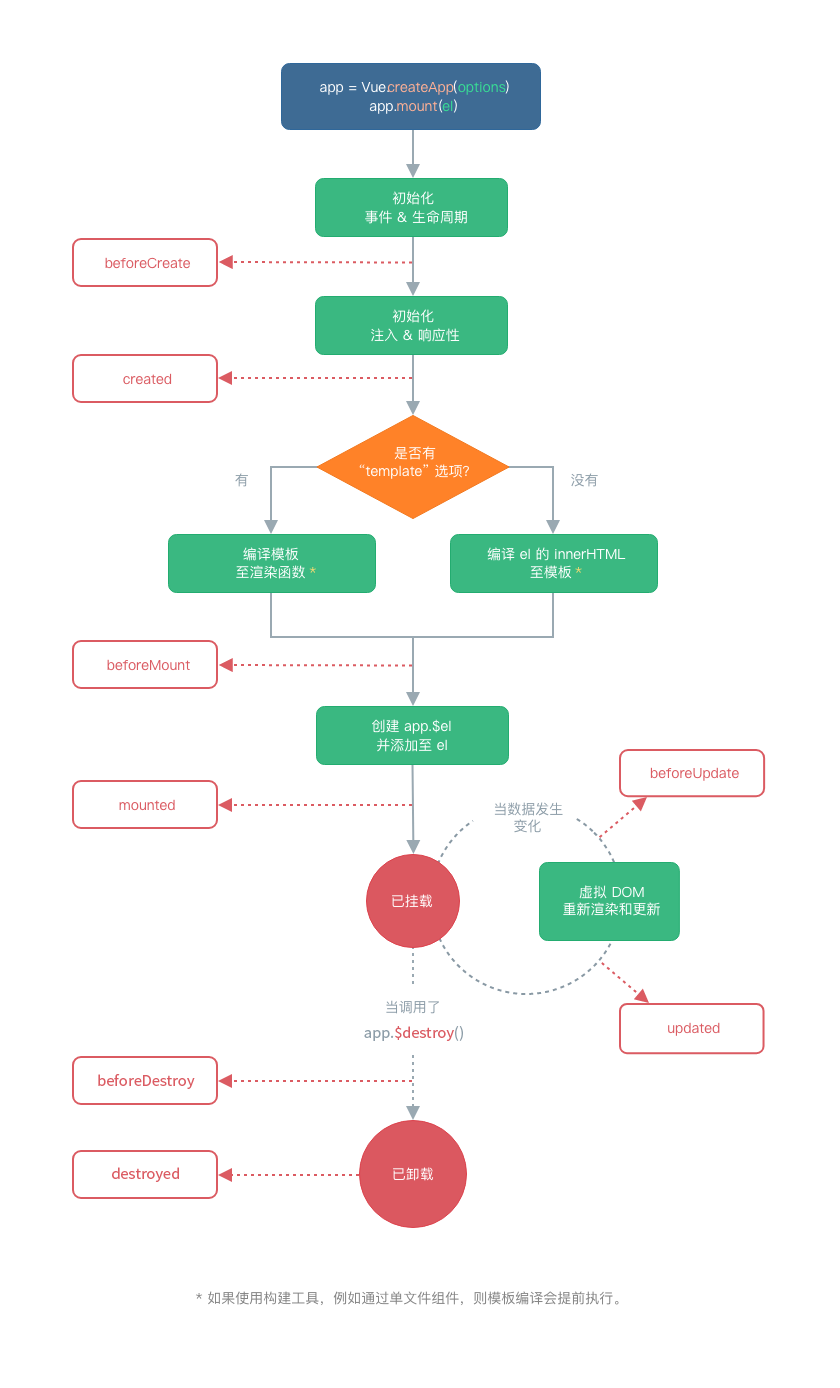 app = Vue.createApp(options)
app.mount(el)
初始化
事件 & 生命周期
beforeCreate
初始化
注入 & 响应性
created
是否有
“template” 选项?
有
没有
编译模板
至渲染函数 *
编译 el 的 innerHTML
至模板 *
beforeMount
创建 app.$el
并添加至 el
beforeUpdate
mounted
当数据发生
变化
虚拟 DOM
重新渲染和更新
已挂载
当调用了
app.$destroy()
updated
beforeDestroy
destroyed
已卸载
* 如果使用构建工具，例如通过单文件组件，则模板编译会提前执行。